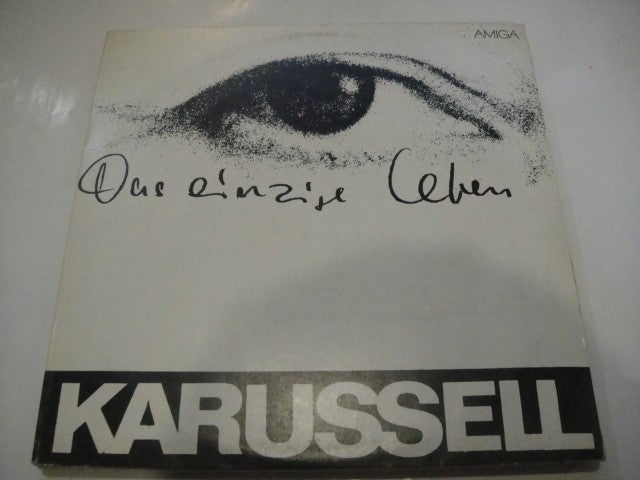 AMIGA
Das einzige Leben
KARUSSELL